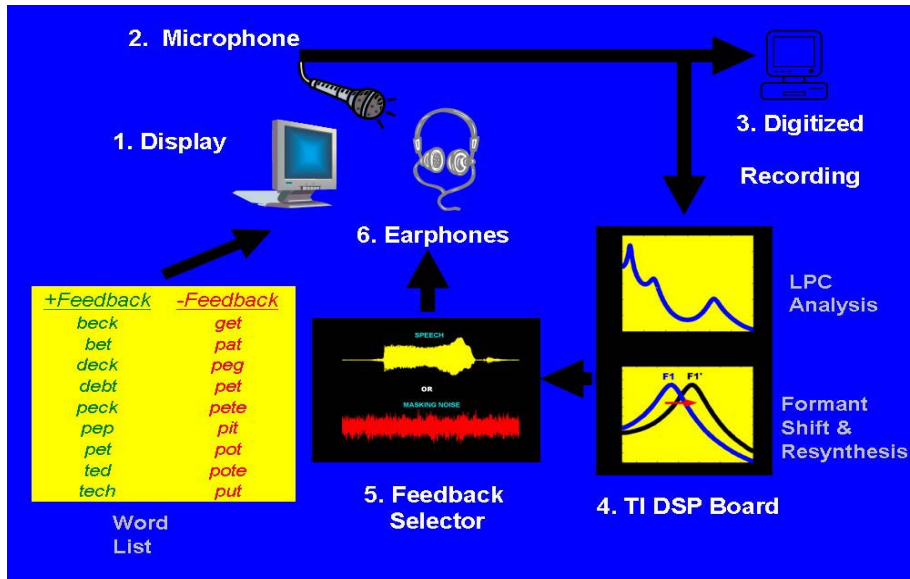 2. Microphone
1. Display
3. Digitized
Recording
6. Earphones
+Feedback -Feedback
beck get
bet pat
deck peg
debt pet
peck pete
pep pit
pet pot
ted pote
tech put
Word
List
SPEECH
OR
MASKING NOISE
5. Feedback
Selector
LPC
Analysis
F1 F1'
Formant
Shift &
Resynthesis
4. TI DSP Board